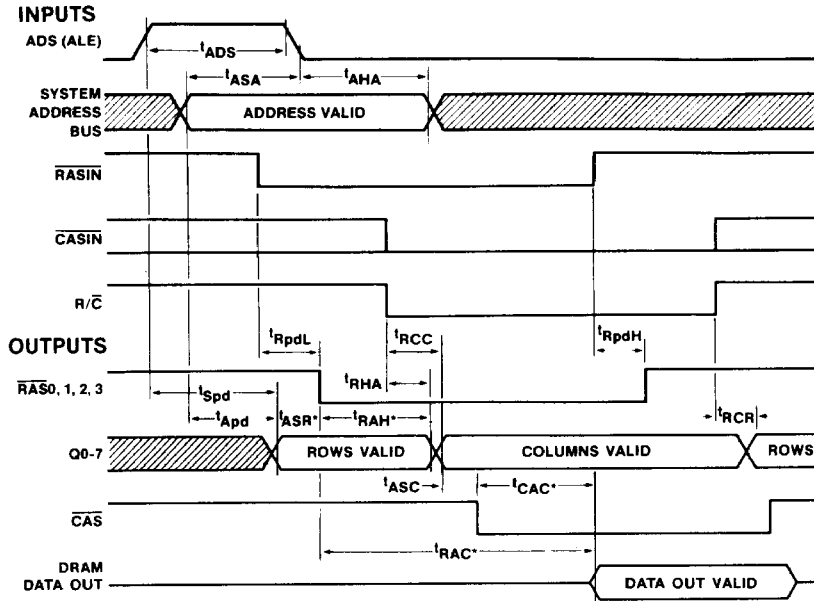 INPUTS
ADS (ALE)
tADS
tASA
tAHA
SYSTEM
ADDRESS
BUS
ADDRESS VALID
RASIN
CASIN
R/C
tRpdL
tRCC
tRpdH
OUTPUTS
RAS0, 1, 2, 3
tRHA
tSpd
tApd
tASR*
tRAH*
tRCR
Q0-7
ROWS VALID
COLUMNS VALID
ROWS
tASC
tCAC*
CAS
tRAC*
DRAM
DATA OUT
DATA OUT VALID